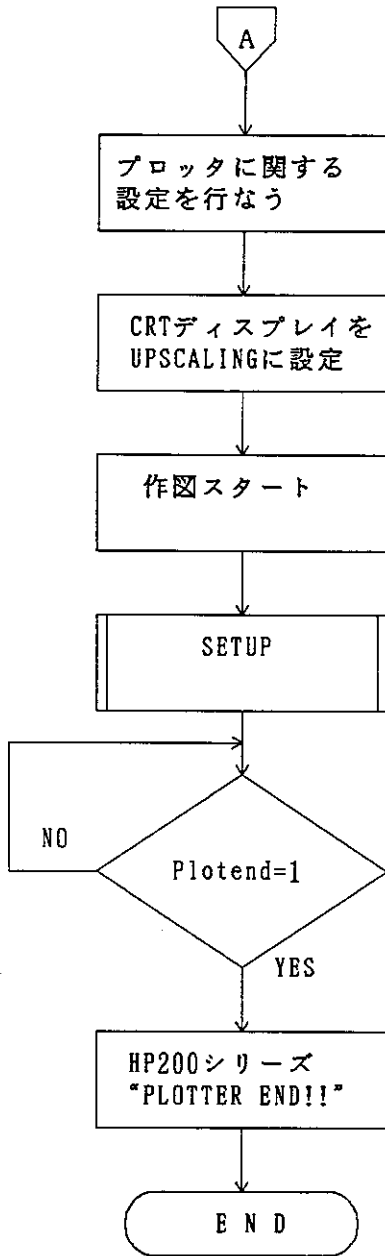 A
プロッタに関する
設定を行なう
CRTディスプレイを
UPSCALINGに設定
作図スタート
SETUP
NO
Plotend=1
YES
HP200シリーズ
"PLOTTER END!!"
E N D